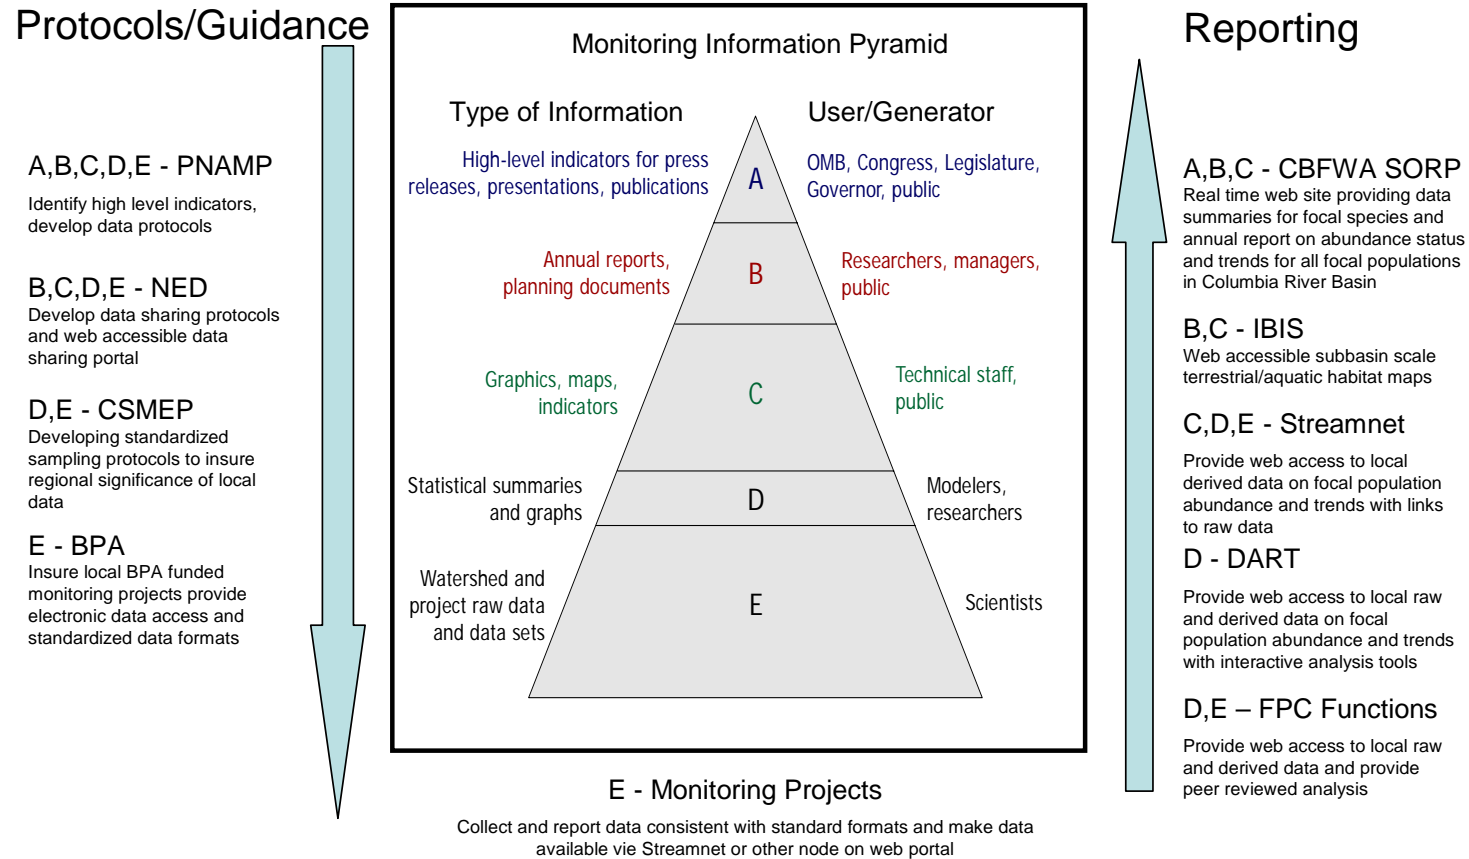 Protocols/Guidance
A,B,C,D,E - PNAMP
Identify high level indicators,
develop data protocols
B,C,D,E - NED
Develop data sharing protocols
and web accessible data
sharing portal
D,E - CSMEP
Developing standardized
sampling protocols to insure
regional significance of local
data
E - BPA
Insure local BPA funded
monitoring projects provide
electronic data access and
standardized data formats
Monitoring Information Pyramid
Type of Information
User/Generator
High-level indicators for press
releases, presentations, publications
A
OMB, Congress, Legislature,
Governor, public
Annual reports,
planning documents
B
Researchers, managers,
public
Graphics, maps,
indicators
C
Technical staff,
public
Statistical summaries
and graphs
D
Modelers,
researchers
Watershed and
project raw data
and data sets
E
Scientists
E - Monitoring Projects
Collect and report data consistent with standard formats and make data
available vie Streamnet or other node on web portal
Reporting
A,B,C - CBFWA SORP
Real time web site providing data
summaries for focal species and
annual report on abundance status
and trends for all focal populations
in Columbia River Basin
B,C - IBIS
Web accessible subbasin scale
terrestrial/aquatic habitat maps
C,D,E - Streamnet
Provide web access to local
derived data on focal population
abundance and trends with links
to raw data
D - DART
Provide web access to local raw
and derived data on focal
population abundance and trends
with interactive analysis tools
D,E – FPC Functions
Provide web access to local raw
and derived data and provide
peer reviewed analysis